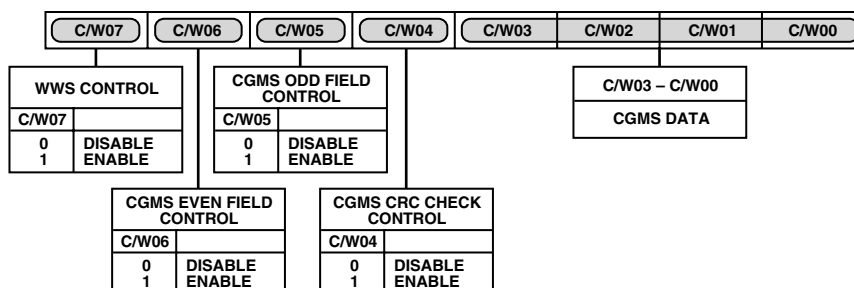 C/W07 C/W06 C/W05 C/W04 C/W03 C/W02 C/W01 C/W00
WWS CONTROL
C/W07
0 DISABLE
1 ENABLE
CGMS ODD FIELD
CONTROL
C/W05
0 DISABLE
1 ENABLE
C/W03 – C/W00
CGMS DATA
CGMS EVEN FIELD
CONTROL
C/W06
0 DISABLE
1 ENABLE
CGMS CRC CHECK
CONTROL
C/W04
0 DISABLE
1 ENABLE